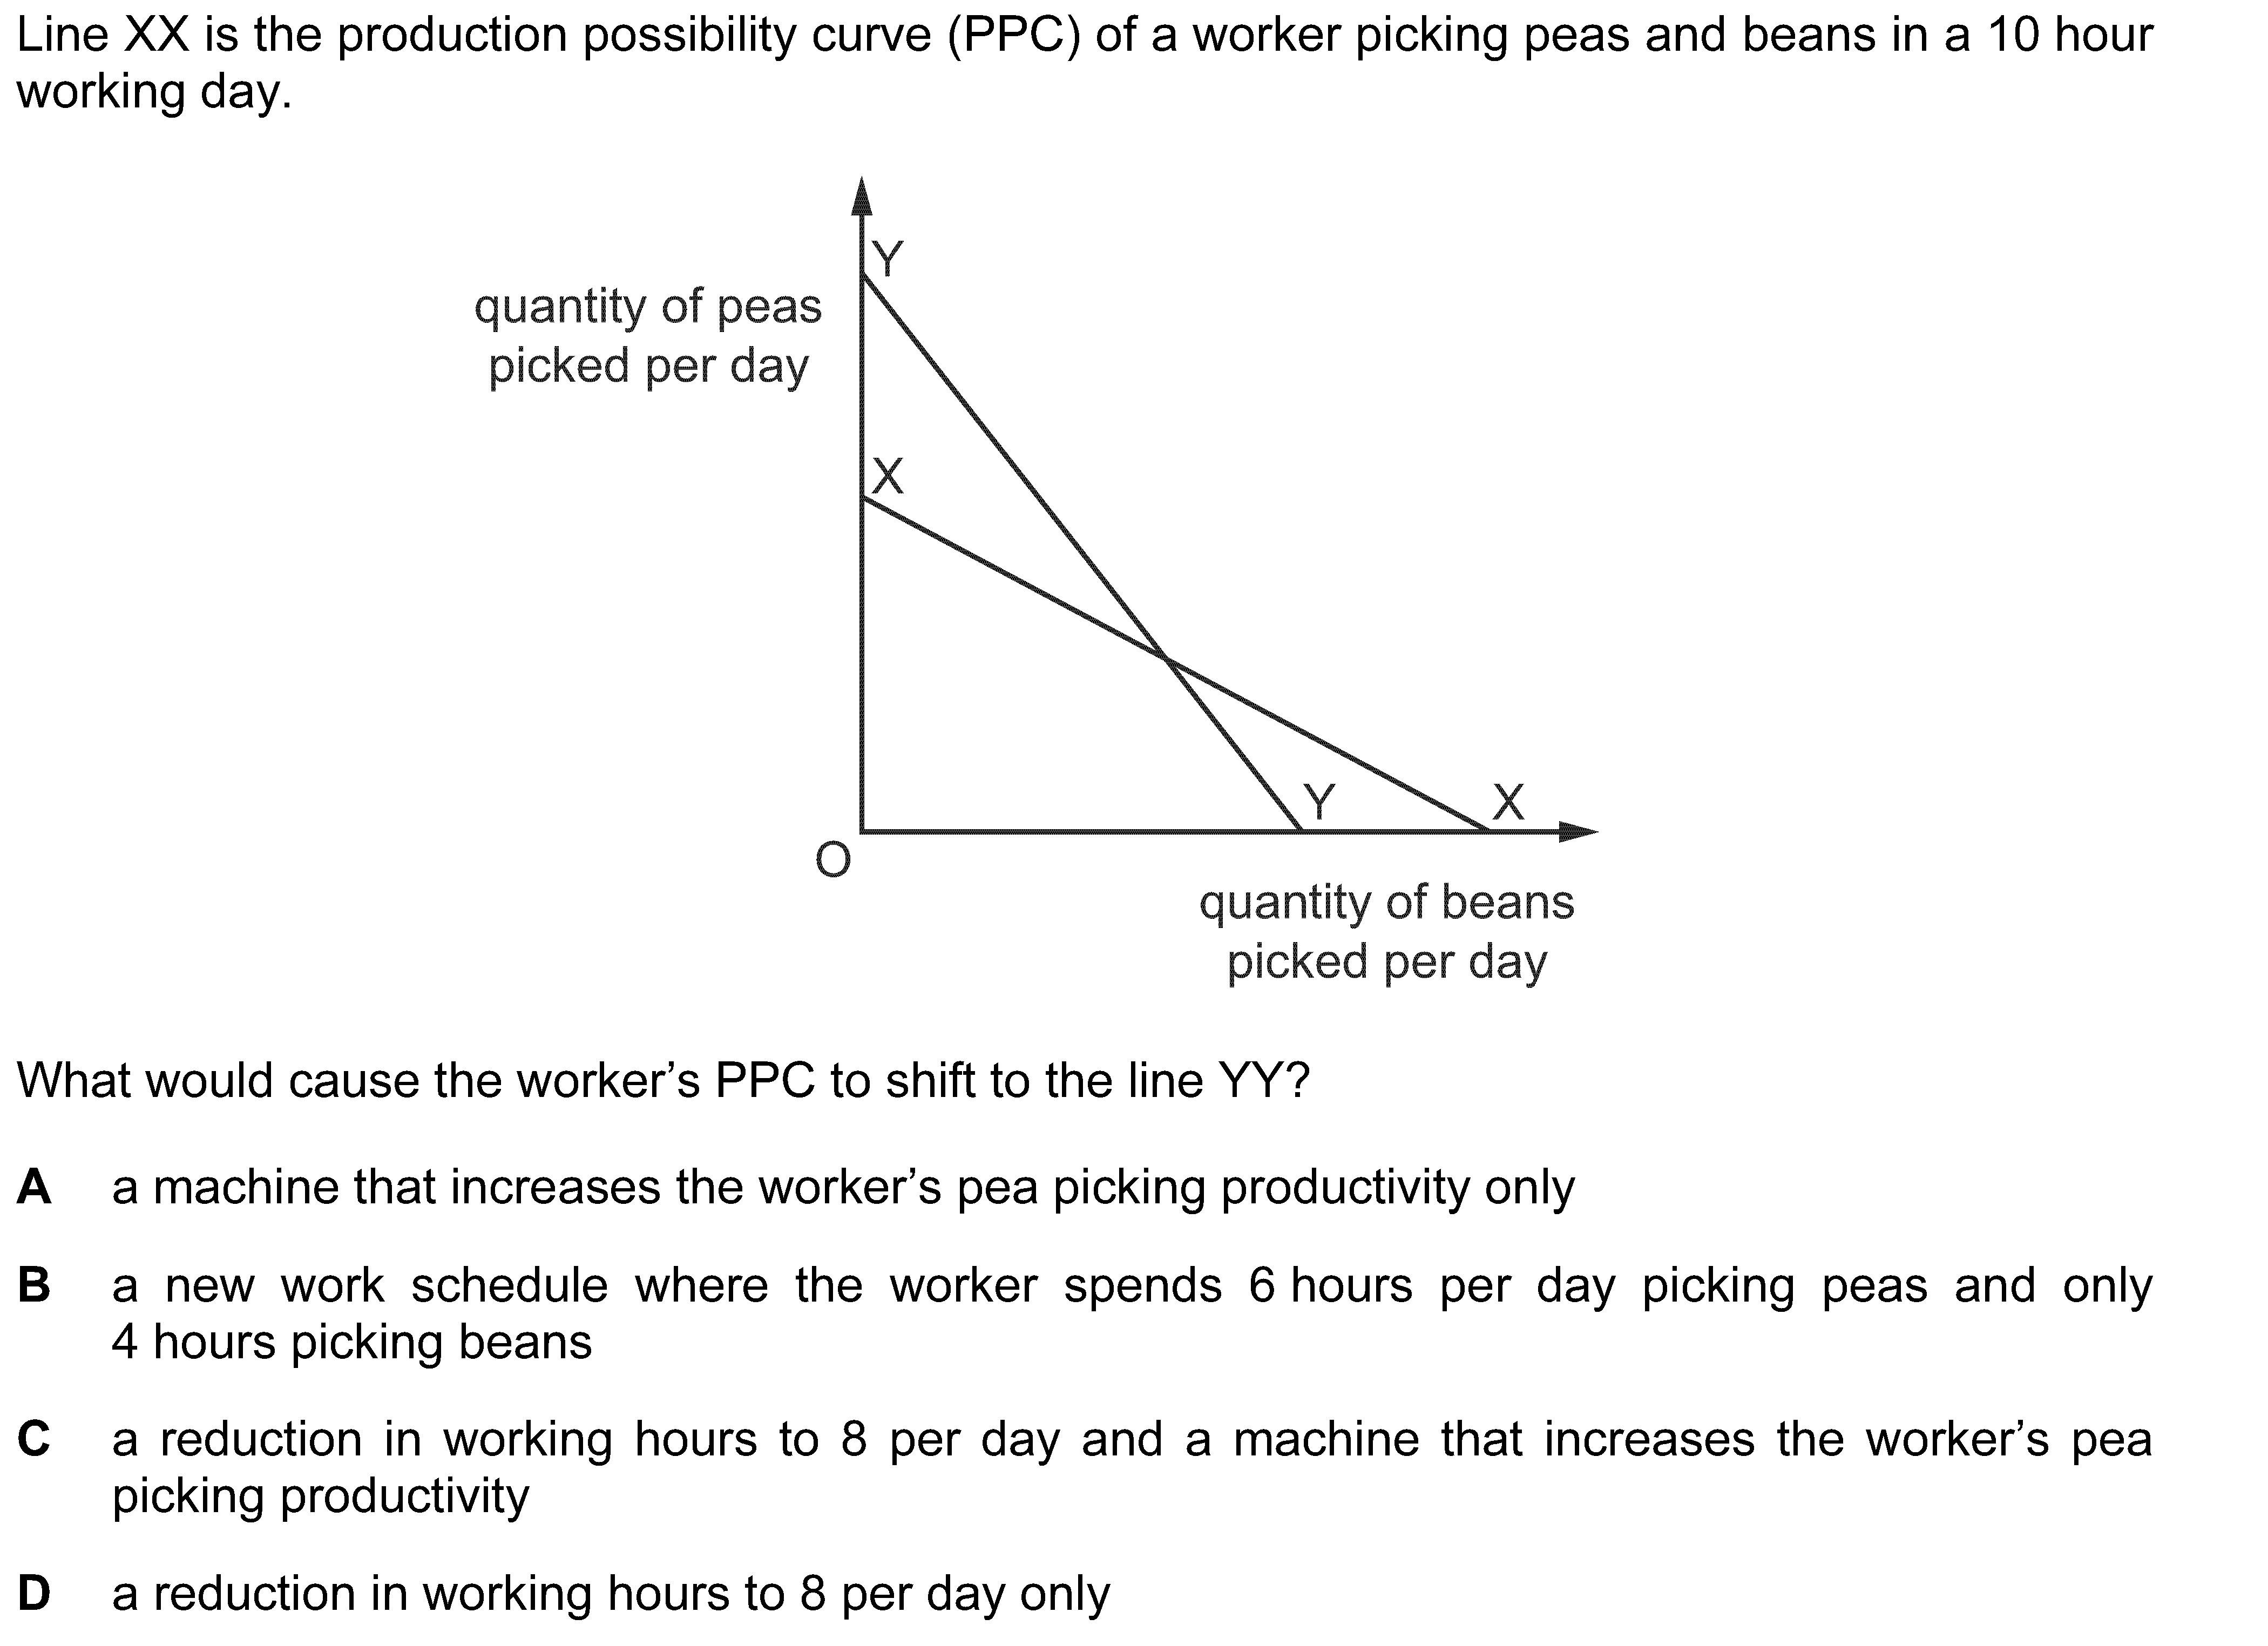 Line XX is the production possibility curve (PPC) of a worker picking peas and beans in a 10 hour
working day.
Y
quantity of peas
picked per day
X
Y
X
O
quantity of beans
picked per day
What would cause the worker’s PPC to shift to the line YY?
A a machine that increases the worker’s pea picking productivity only
B a new work schedule where the worker spends 6 hours per day picking peas and only
4 hours picking beans
C a reduction in working hours to 8 per day and a machine that increases the worker’s pea
picking productivity
D a reduction in working hours to 8 per day only